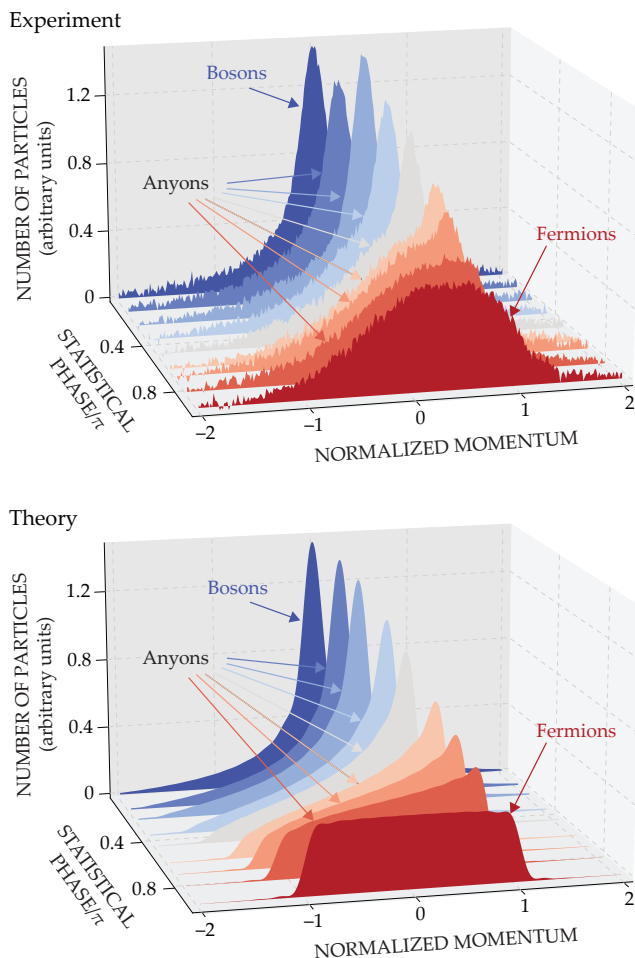 Experiment
NUMBER OF PARTICLES
(arbitrary units)
1.2
0.8
0.4
0
Bosons
Anyons
Fermions
0.4
0.8
STATISTICAL
PHASE/π
−2
−1
0
1
2
NORMALIZED MOMENTUM
Theory
NUMBER OF PARTICLES
(arbitrary units)
1.2
0.8
0.4
0
Bosons
Anyons
Fermions
0.4
0.8
STATISTICAL
PHASE/π
−2
−1
0
1
2
NORMALIZED MOMENTUM